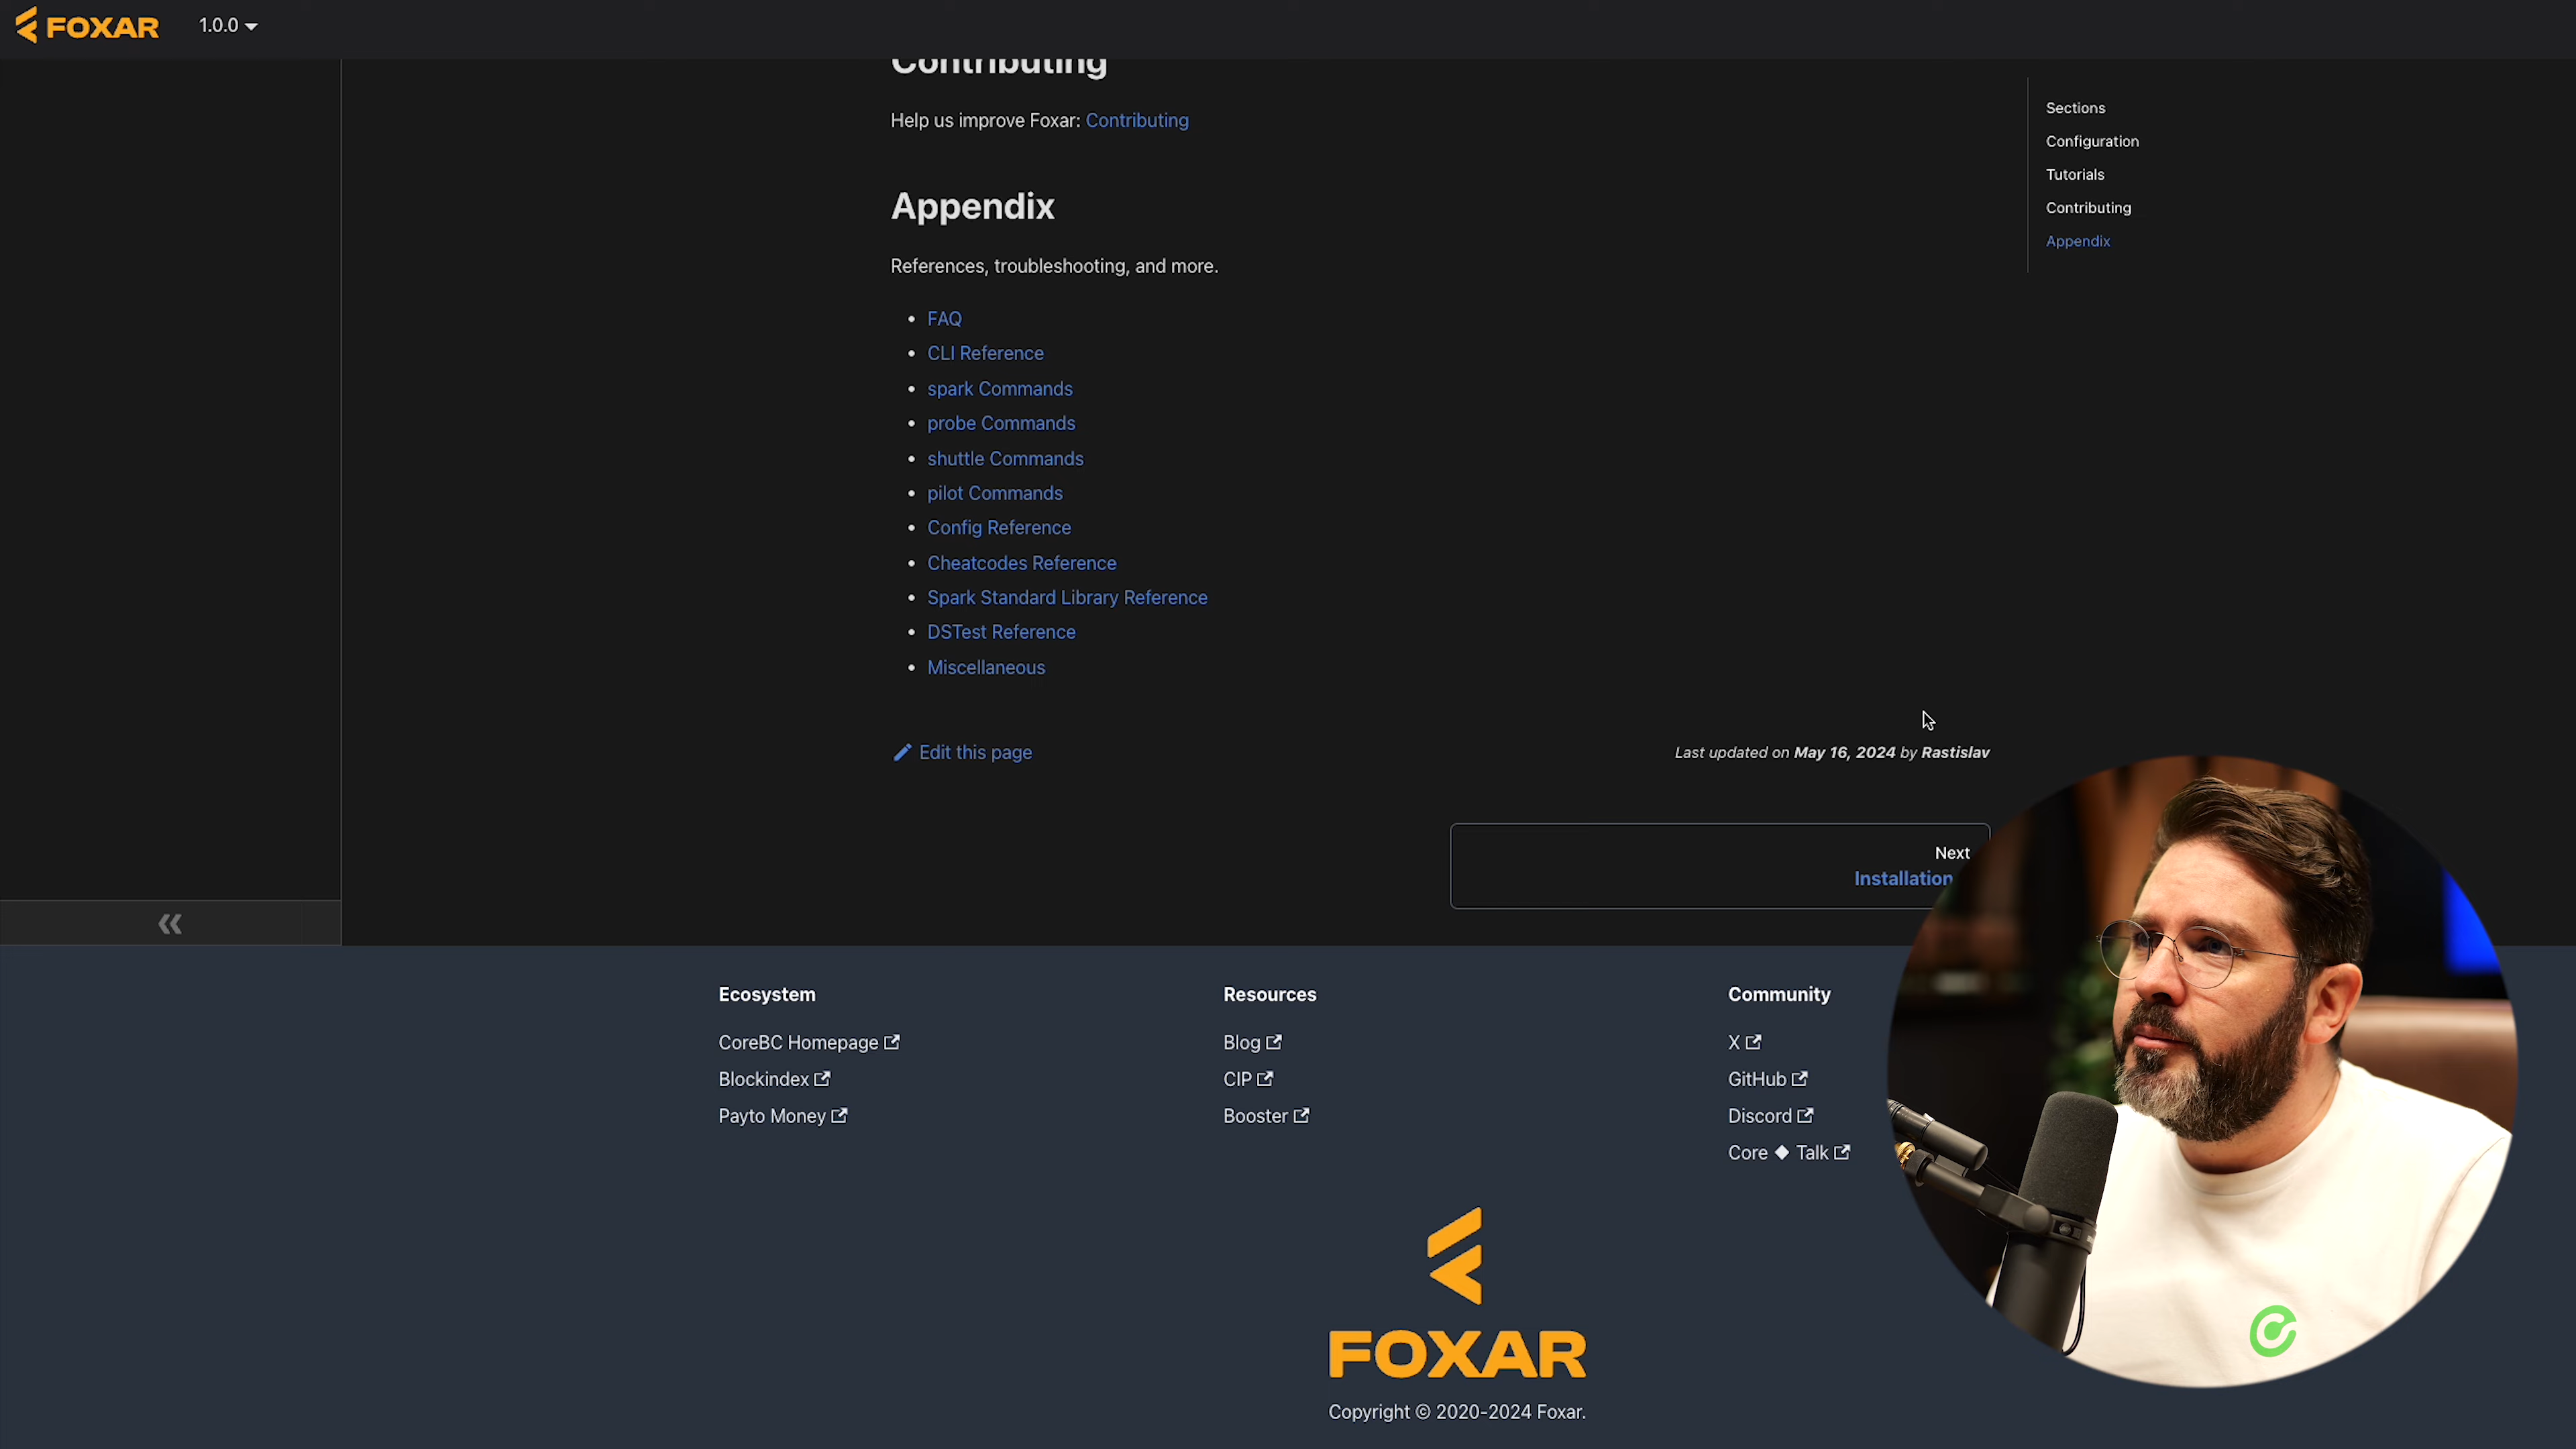 FOXAR
1.0.0
Contributing
Help us improve Foxar: Contributing
Appendix
References, troubleshooting, and more.
FAQ
CLI Reference
spark Commands
probe Commands
shuttle Commands
pilot Commands
Config Reference
Cheatcodes Reference
Spark Standard Library Reference
DSTest Reference
Miscellaneous
Edit this page
Last updated on May 16, 2024 by Rastislav
Next
Installation
Sections
Configuration
Tutorials
Contributing
Appendix
Ecosystem
CoreBC Homepage
Blockindex
Payto Money
Resources
Blog
CIP
Booster
Community
X
GitHub
Discord
Core ◆ Talk
FOXAR
Copyright © 2020-2024 Foxar.